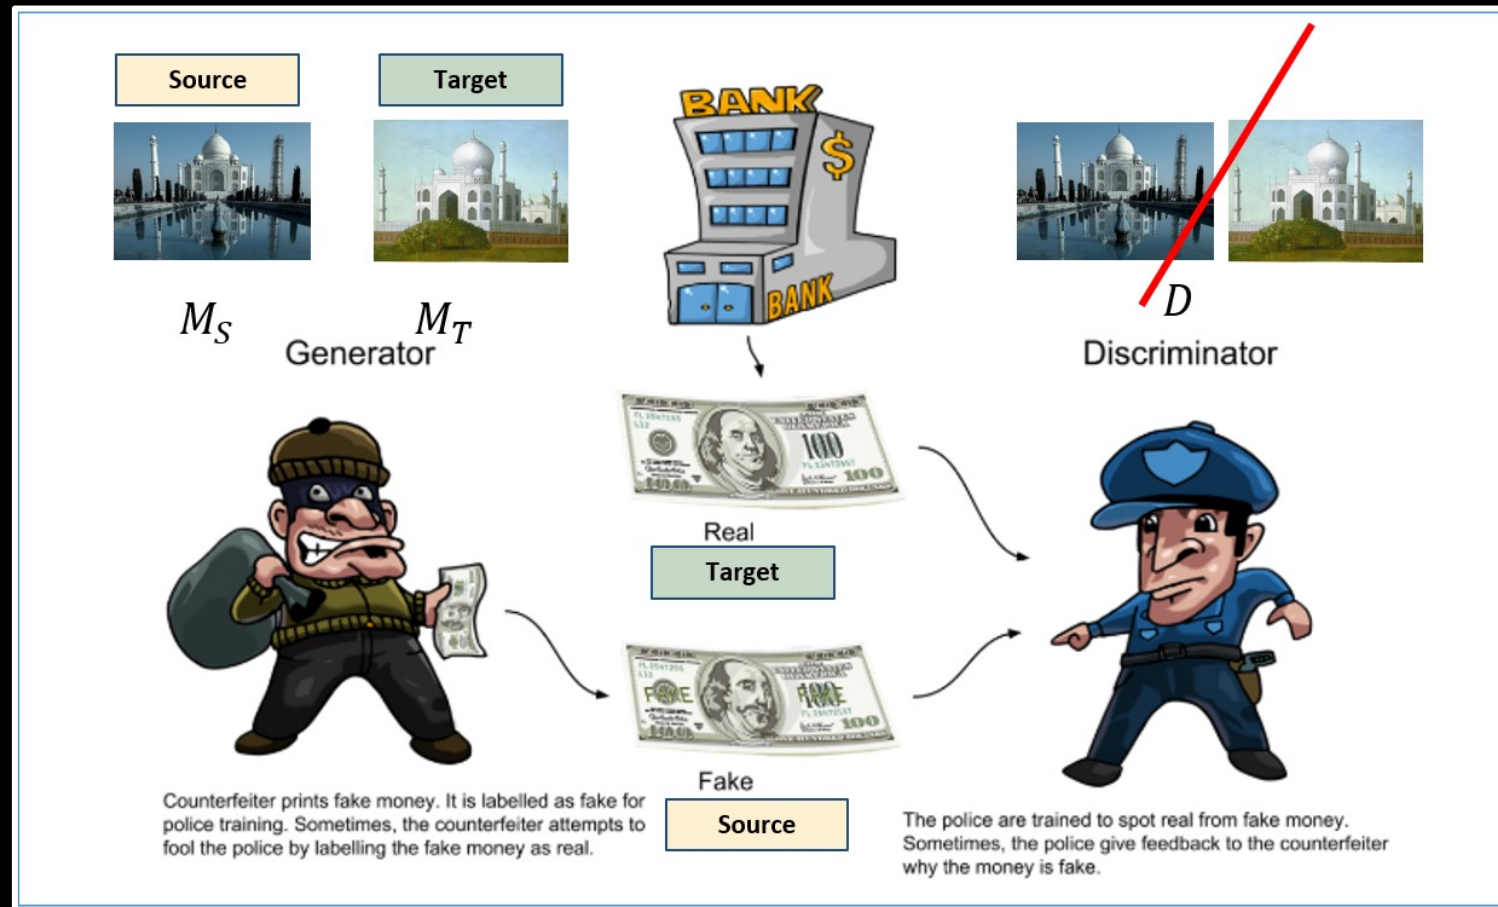 Source
Target
BANK
$
BANK
M_S
M_T
D
Generator
Discriminator
100
100
100
Real
Target
FAKE
FAKE
100
100
100
Fake
Source
Counterfeiter prints fake money. It is labelled as fake for
police training. Sometimes, the counterfeiter attempts to
fool the police by labelling the fake money as real.
The police are trained to spot real from fake money.
Sometimes, the police give feedback to the counterfeiter
why the money is fake.